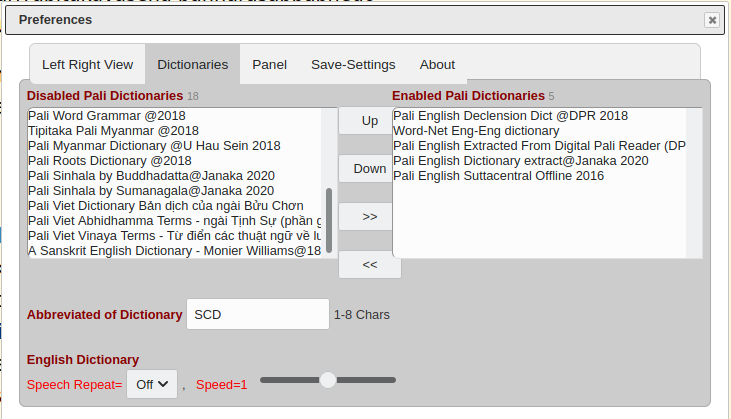 Preferences
Left Right View Dictionaries Panel Save-Settings About
Disabled Pali Dictionaries 18
Pali Word Grammar @2018
Tipitaka Pali Myanmar @2018
Pali Myanmar Dictionary @U Hau Sein 2018
Pali Roots Dictionary @2018
Pali Sinhala by Buddhadatta@Janaka 2020
Pali Sinhala by Sumanagala@Janaka 2020
Pali Viet Dictionary Bản dịch của ngài Bửu Chơn
Pali Viet Abhidhamma Terms - ngài Tịnh Sự (phần g
Pali Viet Vinaya Terms - Từ điển các thuật ngữ về lu
A Sanskrit English Dictionary - Monier Williams@18
Up
Down
>>
<<
Enabled Pali Dictionaries 5
Pali English Declension Dict @DPR 2018
Word-Net Eng-Eng dictionary
Pali English Extracted From Digital Pali Reader (DP
Pali English Dictionary extract@Janaka 2020
Pali English Suttacentral Offline 2016
Abbreviated of Dictionary SCD 1-8 Chars
English Dictionary
Speech Repeat= Off , Speed=1